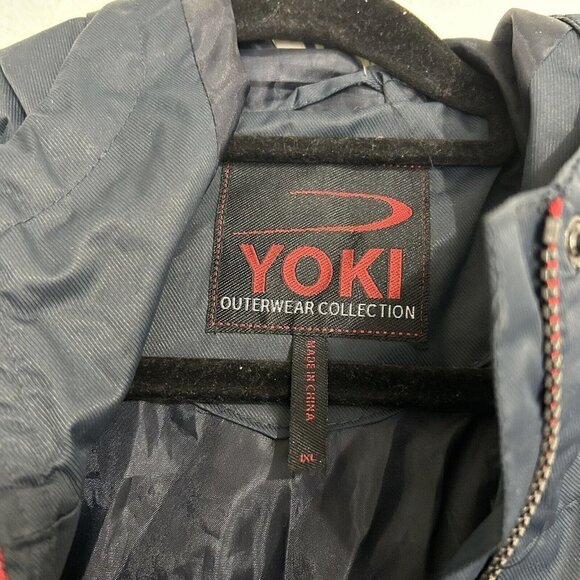 YOKI
OUTERWEAR COLLECTION
MADE IN CHINA
1XL